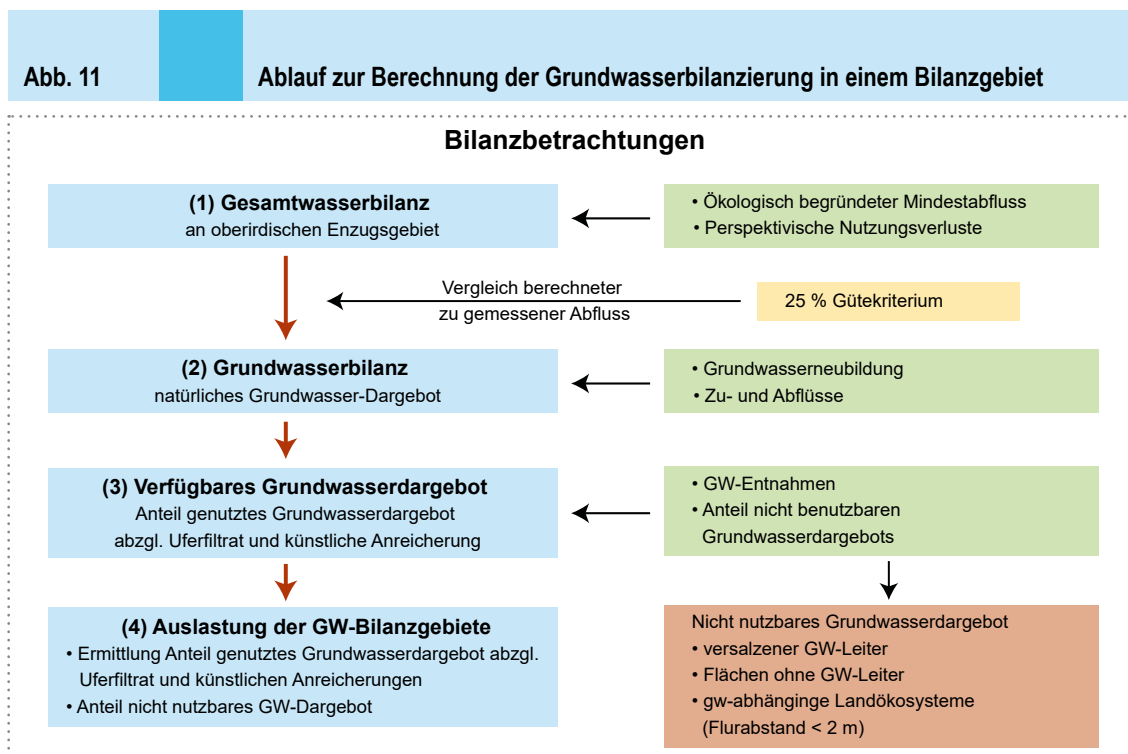 Abb. 11
Ablauf zur Berechnung der Grundwasserbilanzierung in einem Bilanzgebiet
Bilanzbetrachtungen
(1) Gesamtwasserbilanz
an oberirdischen Enzugsgebiet
• Ökologisch begründeter Mindestabfluss
• Perspektivische Nutzungsverluste
Vergleich berechneter
zu gemessener Abfluss
25 % Gütekriterium
(2) Grundwasserbilanz
natürliches Grundwasser-Dargebot
• Grundwasserneubildung
• Zu- und Abflüsse
(3) Verfügbares Grundwasserdargebot
Anteil genutztes Grundwasserdargebot
abzgl. Uferfiltrat und künstliche Anreicherung
• GW-Entnahmen
• Anteil nicht benutzbaren
Grundwasserdargebots
(4) Auslastung der GW-Bilanzgebiete
• Ermittlung Anteil genutztes Grundwasserdargebot abzgl.
Uferfiltrat und künstlichen Anreicherungen
• Anteil nicht nutzbares GW-Dargebot
Nicht nutzbares Grundwasserdargebot
• versalzener GW-Leiter
• Flächen ohne GW-Leiter
• gw-abhänginge Landökosysteme
(Flurabstand < 2 m)